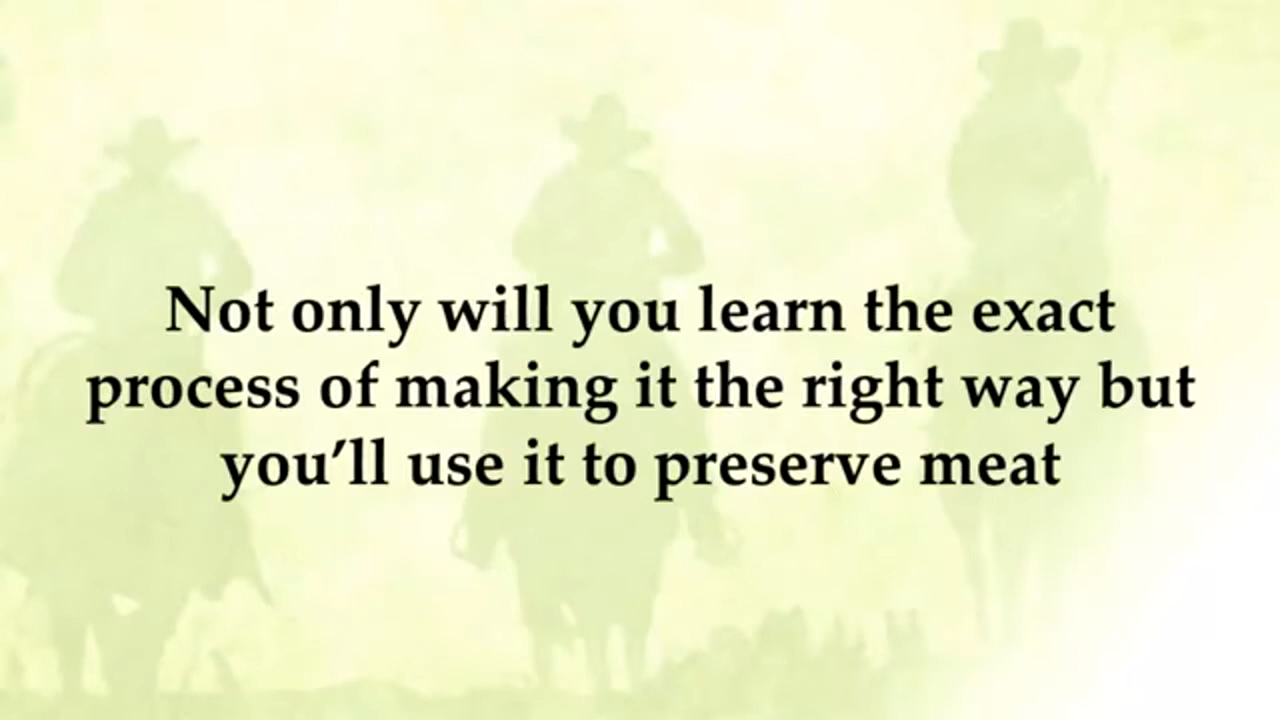 Not only will you learn the exact
process of making it the right way but
you’ll use it to preserve meat